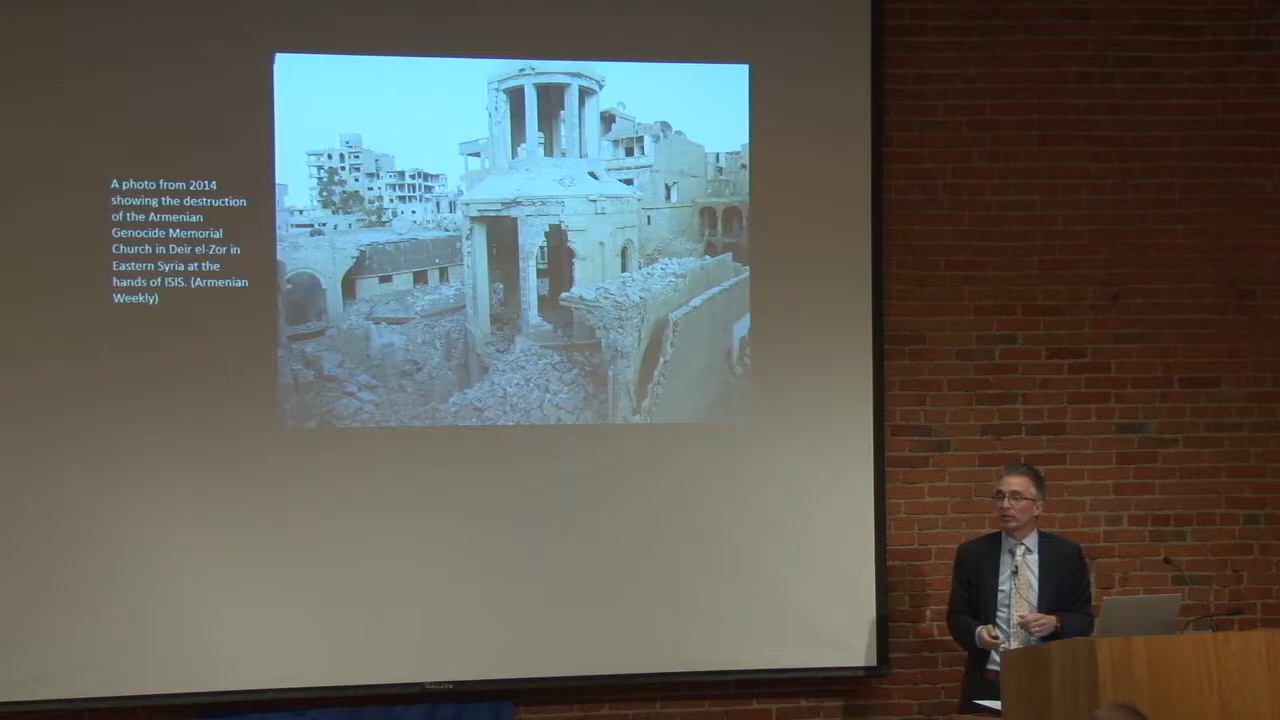 A photo from 2014
showing the destruction
of the Armenian
Genocide Memorial
Church in Deir el-Zor in
Eastern Syria at the
hands of ISIS. (Armenian
Weekly)